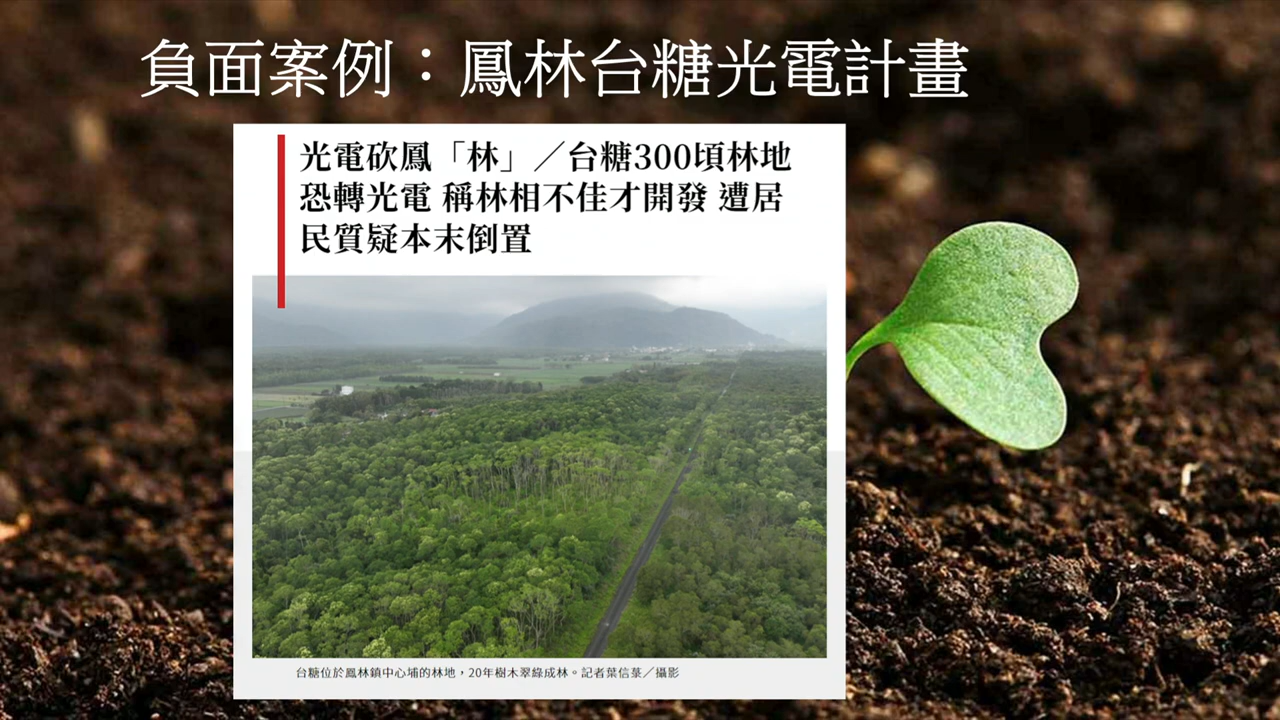 負面案例：鳳林台糖光電計畫
光電砍鳳「林」／台糖300頃林地
恐轉光電 稱林相不佳才開發 遭居
民質疑本末倒置
台糖位於鳳林鎮中心埔的林地，20年樹木翠綠成林。記者葉信菉／攝影